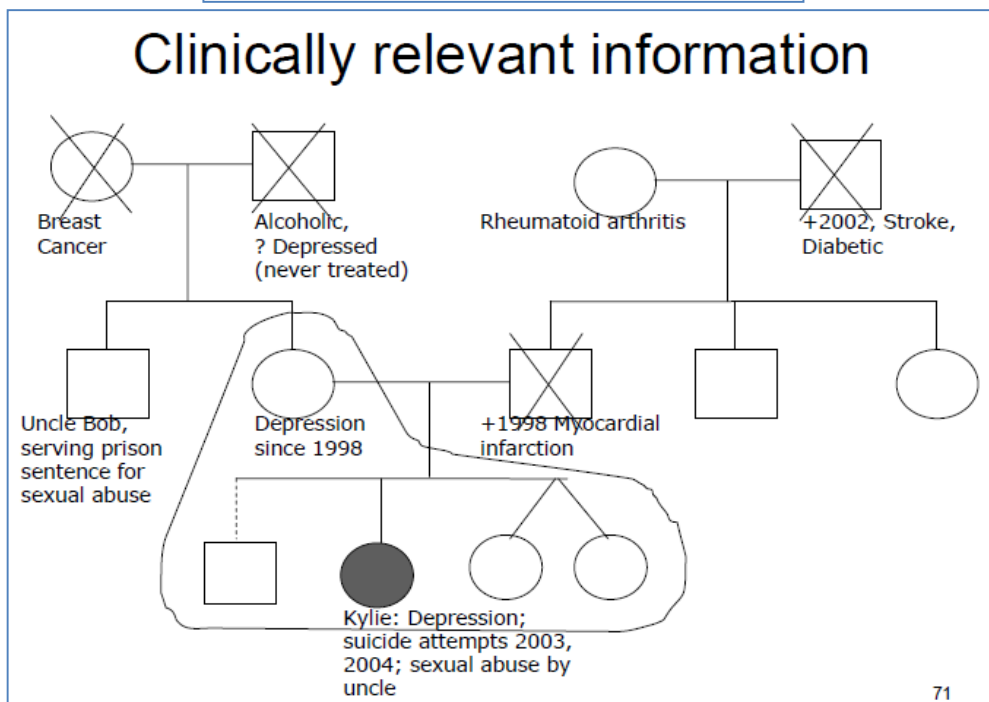 Clinically relevant information
Breast
Cancer
Alcoholic,
? Depressed
(never treated)
Rheumatoid arthritis
+2002, Stroke,
Diabetic
Uncle Bob,
serving prison
sentence for
sexual abuse
Depression
since 1998
+1998 Myocardial
infarction
Kylie: Depression;
suicide attempts 2003,
2004; sexual abuse by
uncle
71